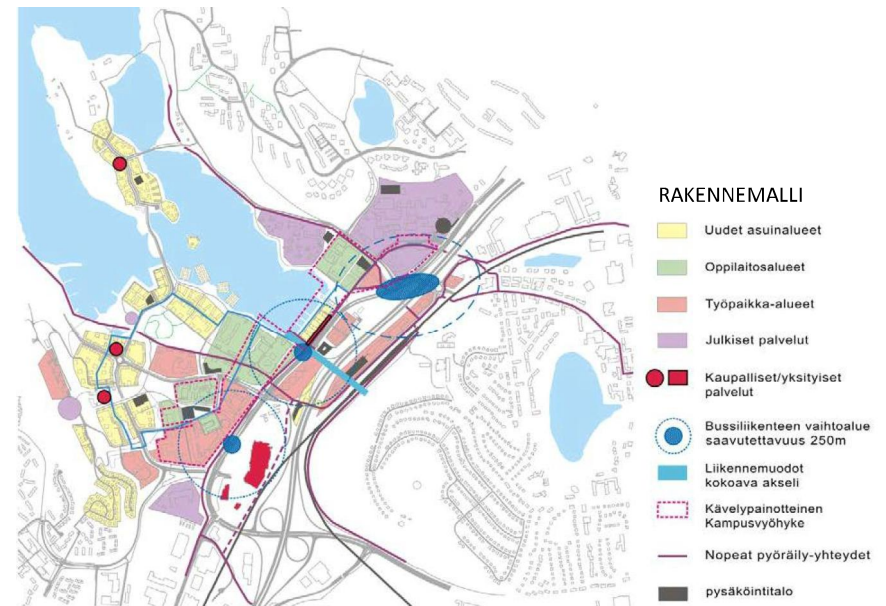 RAKENNEMALLI
Uudet asuinalueet
Oppilaitosalueet
Työpaikka-alueet
Julkiset palvelut
Kaupalliset/yksityiset
palvelut
Bussiliikenteen vaihtoalue
saavutettavuus 250m
Liikennemuodot
kokoava akseli
Kävelypainotteinen
Kampusvyöhyke
Nopeat pyöräily-yhteydet
pysäköintitalo